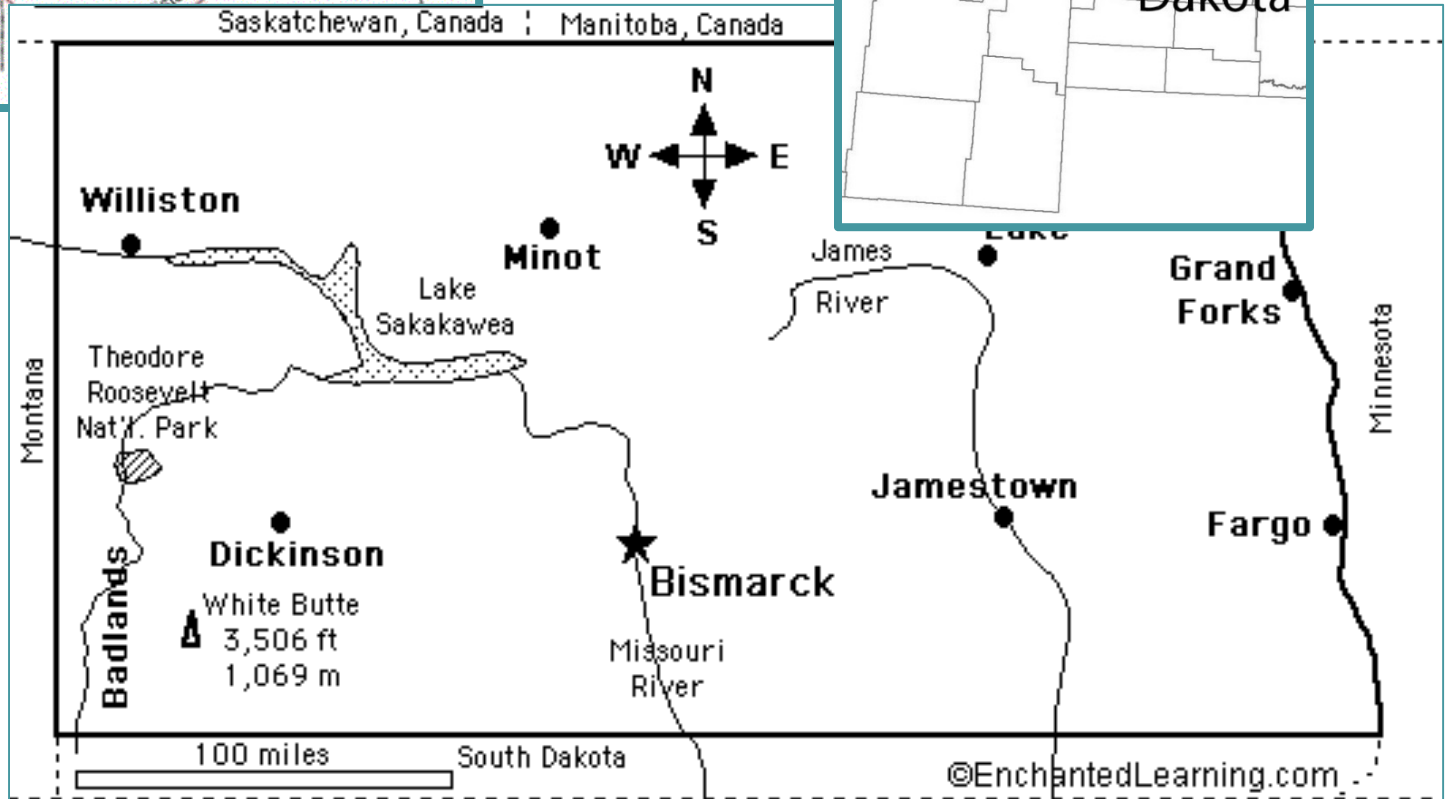 Dakota
Saskatchewan, Canada
Manitoba, Canada
N
W E
S
Williston
Minot
Lake
Sakakawea
James
River
Lake
Grand
Forks
Theodore
Roosevelt
Nat'l. Park
Montana
Minnesota
Jamestown
Fargo
Dickinson
Bismarck
Badlands
White Butte
3,506 ft
1,069 m
Missouri
River
100 miles
South Dakota
©EnchantedLearning.com